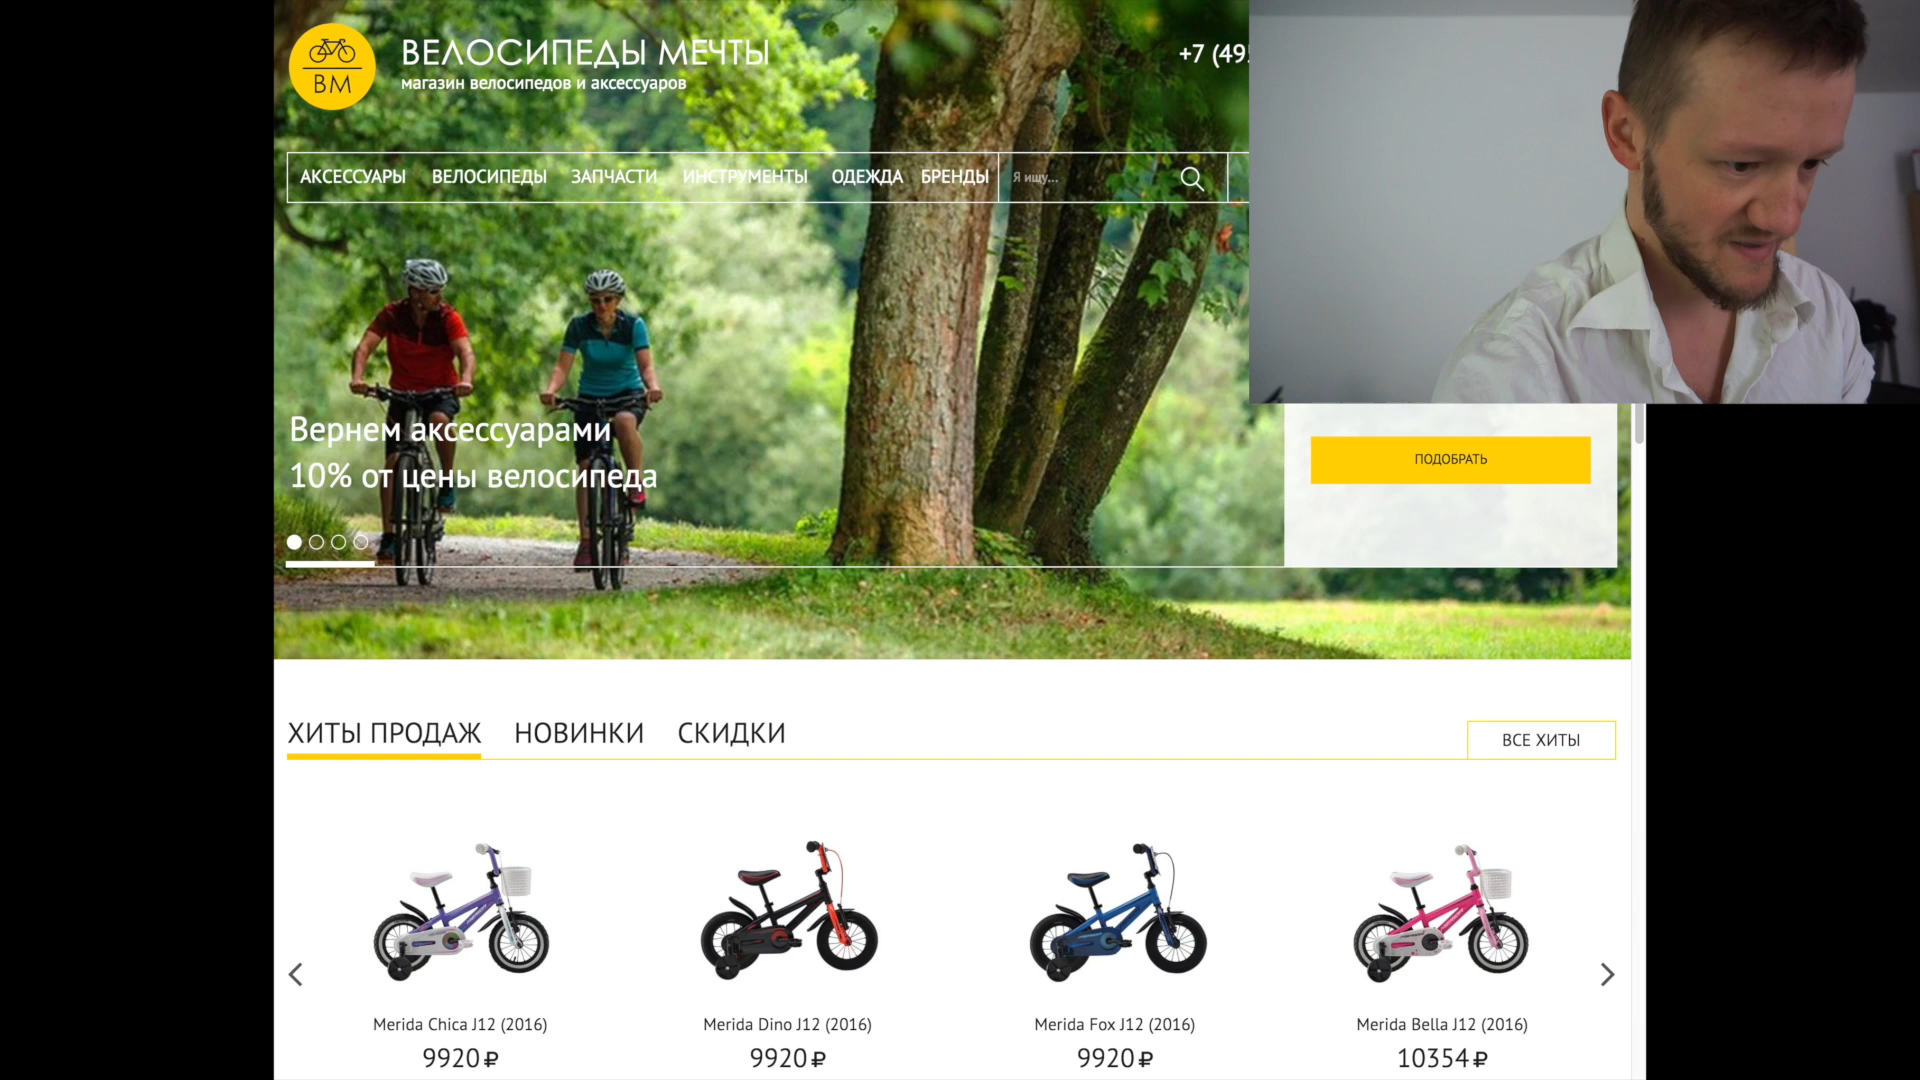 ВМ
ВЕЛОСИПЕДЫ МЕЧТЫ
магазин велосипедов и аксессуаров
+7 (495
АКСЕССУАРЫ ВЕЛОСИПЕДЫ ЗАПЧАСТИ ИНСТРУМЕНТЫ ОДЕЖДА БРЕНДЫ Я ищу...
Вернем аксессуарами
10% от цены велосипеда
ПОДОБРАТЬ
ХИТЫ ПРОДАЖ НОВИНКИ СКИДКИ ВСЕ ХИТЫ
Merida Chica J12 (2016) Merida Dino J12 (2016) Merida Fox J12 (2016) Merida Bella J12 (2016)
9920 ₽ 9920 ₽ 9920 ₽ 10354 ₽